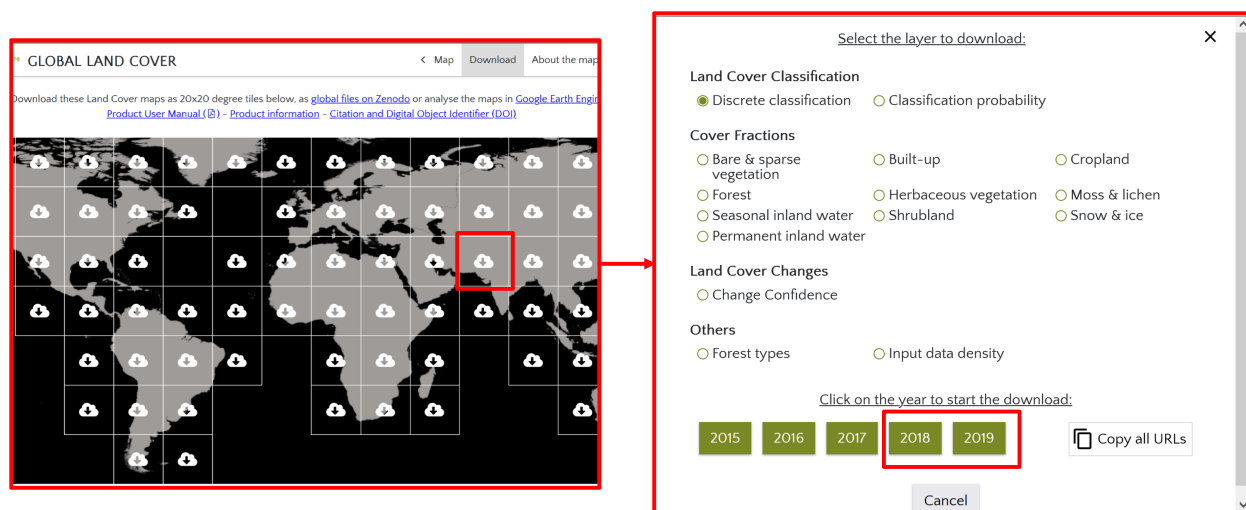 GLOBAL LAND COVER
Map Download About the map
Download these Land Cover maps as 20x20 degree tiles below, as global files on Zenodo or analyse the maps in Google Earth Engin
Product User Manual () - Product information - Citation and Digital Object Identifier (DOI)
Select the layer to download:
Land Cover Classification
Discrete classification Classification probability
Cover Fractions
Bare & sparse vegetation Built-up Cropland
Forest Herbaceous vegetation Moss & lichen
Seasonal inland water Shrubland Snow & ice
Permanent inland water
Land Cover Changes
Change Confidence
Others
Forest types Input data density
Click on the year to start the download:
2015 2016 2017 2018 2019 Copy all URLs
Cancel